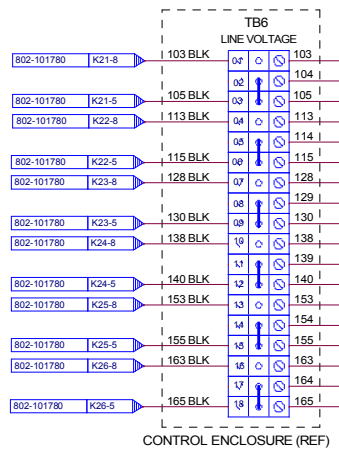 TB6
LINE VOLTAGE
802-101780 K21-8 103 BLK 01 103
02 104
802-101780 K21-5 105 BLK 03 105
802-101780 K22-8 113 BLK 04 113
05 114
802-101780 K22-5 115 BLK 06 115
802-101780 K23-8 128 BLK 07 128
08 129
802-101780 K23-5 130 BLK 09 130
802-101780 K24-8 138 BLK 10 138
11 139
802-101780 K24-5 140 BLK 12 140
802-101780 K25-8 153 BLK 13 153
14 154
802-101780 K25-5 155 BLK 15 155
802-101780 K26-8 163 BLK 16 163
17 164
802-101780 K26-5 165 BLK 18 165
CONTROL ENCLOSURE (REF)